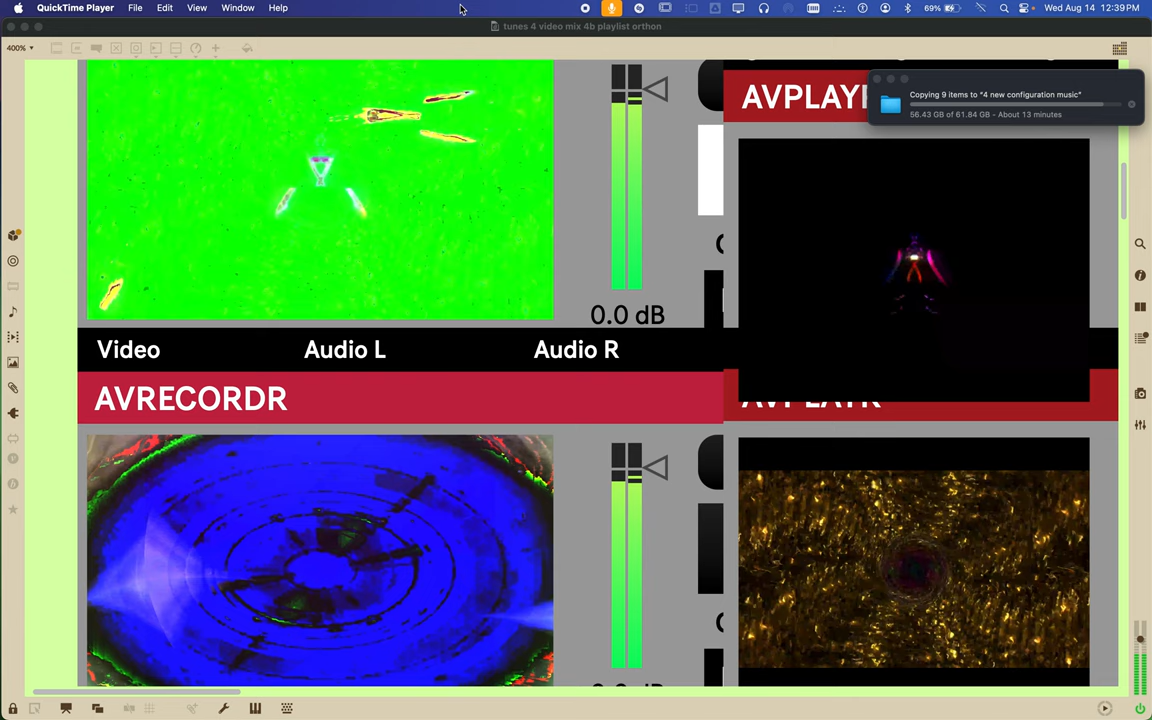 QuickTime Player File Edit View Window Help 69% Wed Aug 14 12:39 PM
tunes 4 video mix 4b playlist orthon
400%
AVPLAY
Copying 9 items to "4 new configuration music"
56.43 GB of 61.84 GB - About 13 minutes
0.0 dB
Video Audio L Audio R
AVRECORDR